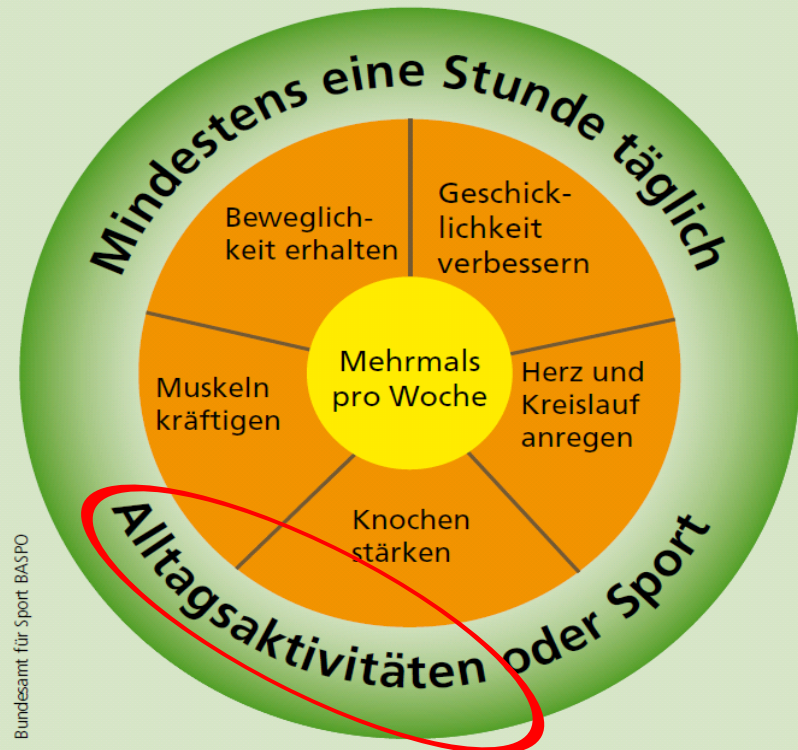 Mindestens eine Stunde täglich
Beweglich-
keit erhalten
Geschick-
lichkeit
verbessern
Mehrmals
pro Woche
Muskeln
kräftigen
Herz und
Kreislauf
anregen
Knochen
stärken
Alltagsaktivitäten oder Sport
Bundesamt für Sport BASPO